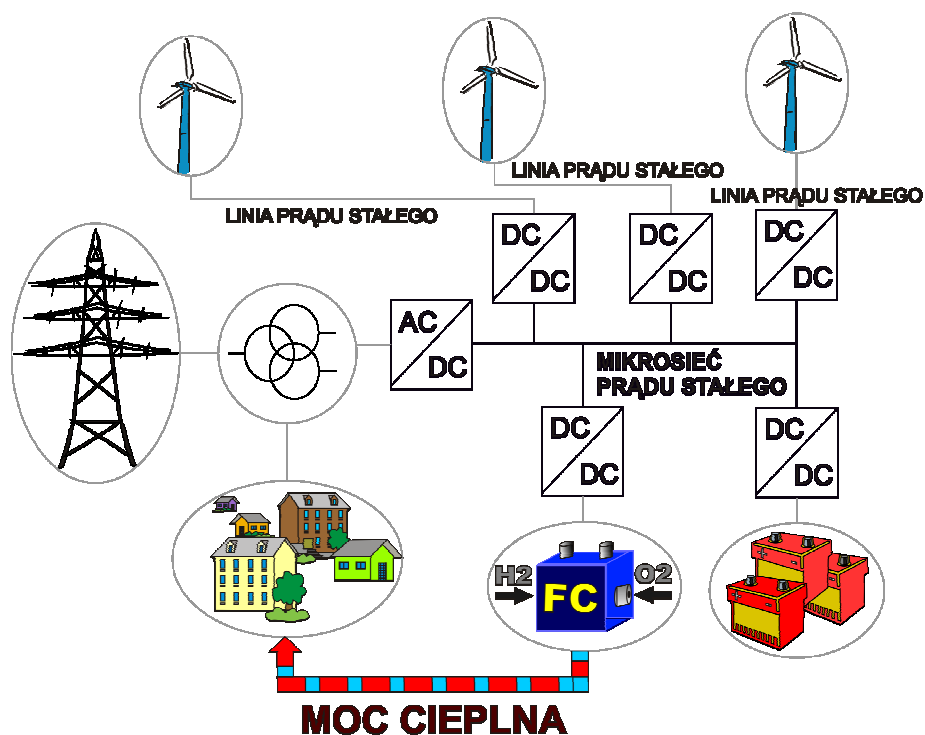 LINIA PRĄDU STAŁEGO
LINIA PRĄDU STAŁEGO
LINIA PRĄDU STAŁEGO
DC
DC
DC
DC
DC
DC
AC
DC
MIKROSIEĆ
PRĄDU STAŁEGO
DC
DC
DC
DC
H2
FC
O2
MOC CIEPLNA